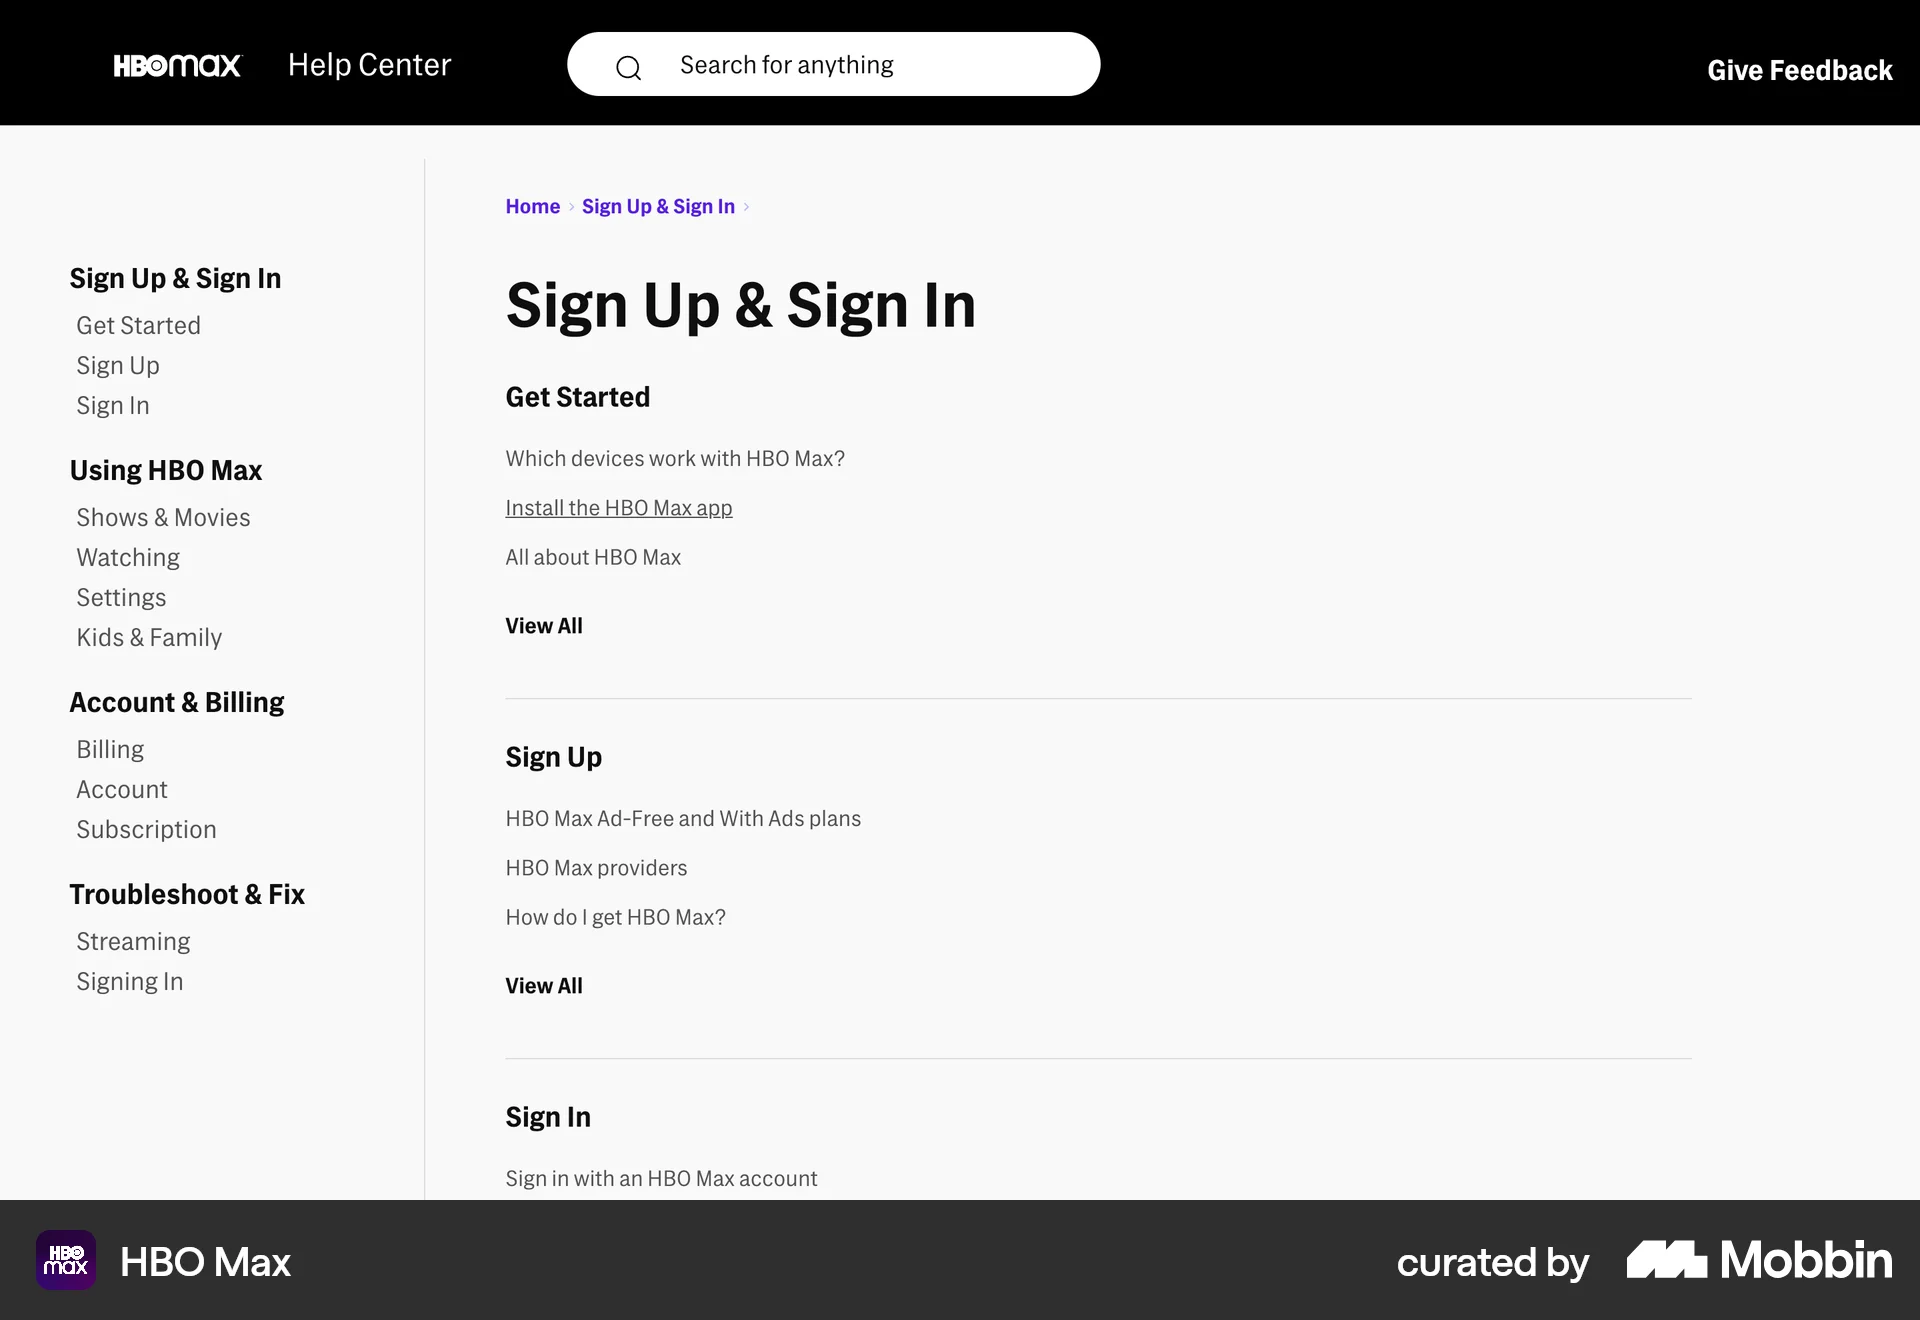 HBOmax
Help Center
Search for anything
Give Feedback
Sign Up & Sign In
Get Started
Sign Up
Sign In
Using HBO Max
Shows & Movies
Watching
Settings
Kids & Family
Account & Billing
Billing
Account
Subscription
Troubleshoot & Fix
Streaming
Signing In
Home › Sign Up & Sign In ›
Sign Up & Sign In
Get Started
Which devices work with HBO Max?
Install the HBO Max app
All about HBO Max
View All
Sign Up
HBO Max Ad-Free and With Ads plans
HBO Max providers
How do I get HBO Max?
View All
Sign In
Sign in with an HBO Max account
HBO
max
HBO Max
curated by
Mobbin